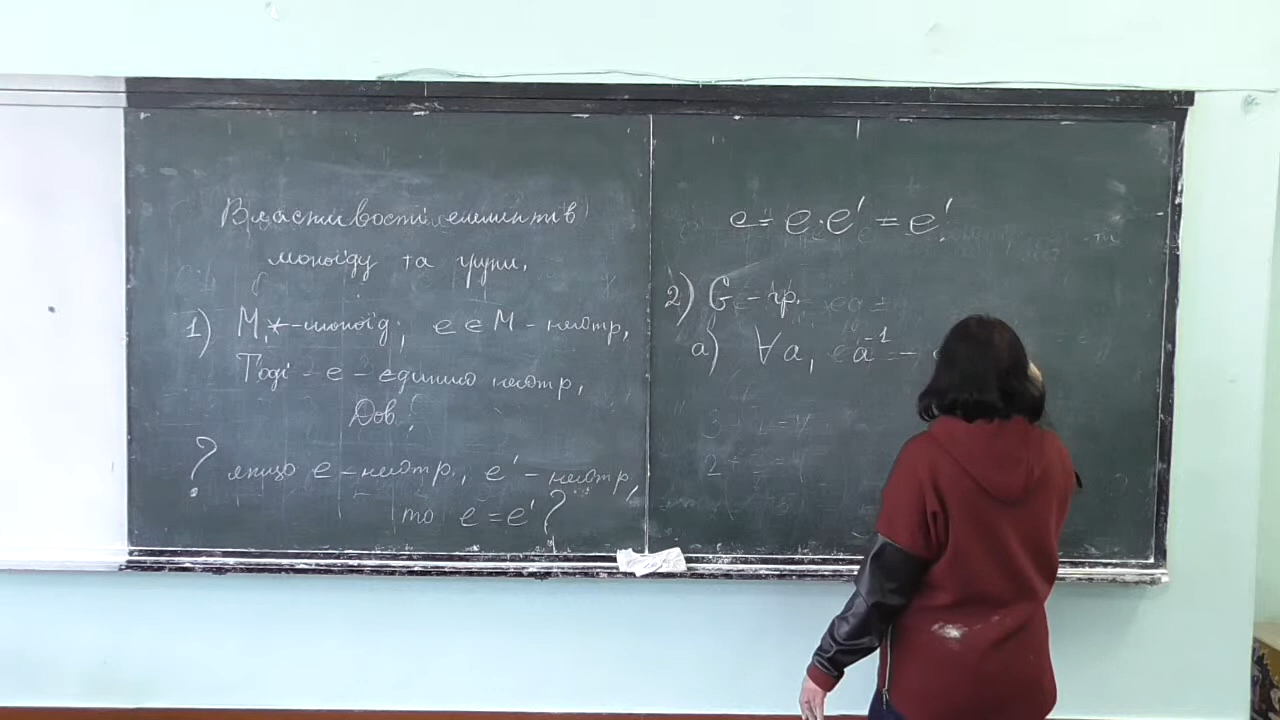 Властивості елементів
моноїду та групи.
1) M,* - моноїд, e ∈ M - нейтр,
Тоді - e - єдиний нейтр,
Дов.
? якщо e - нейтр., e' - нейтр,
то e = e' ?
e = e · e' = e'.
2) G - гр.
а) ∀a, a⁻¹ -